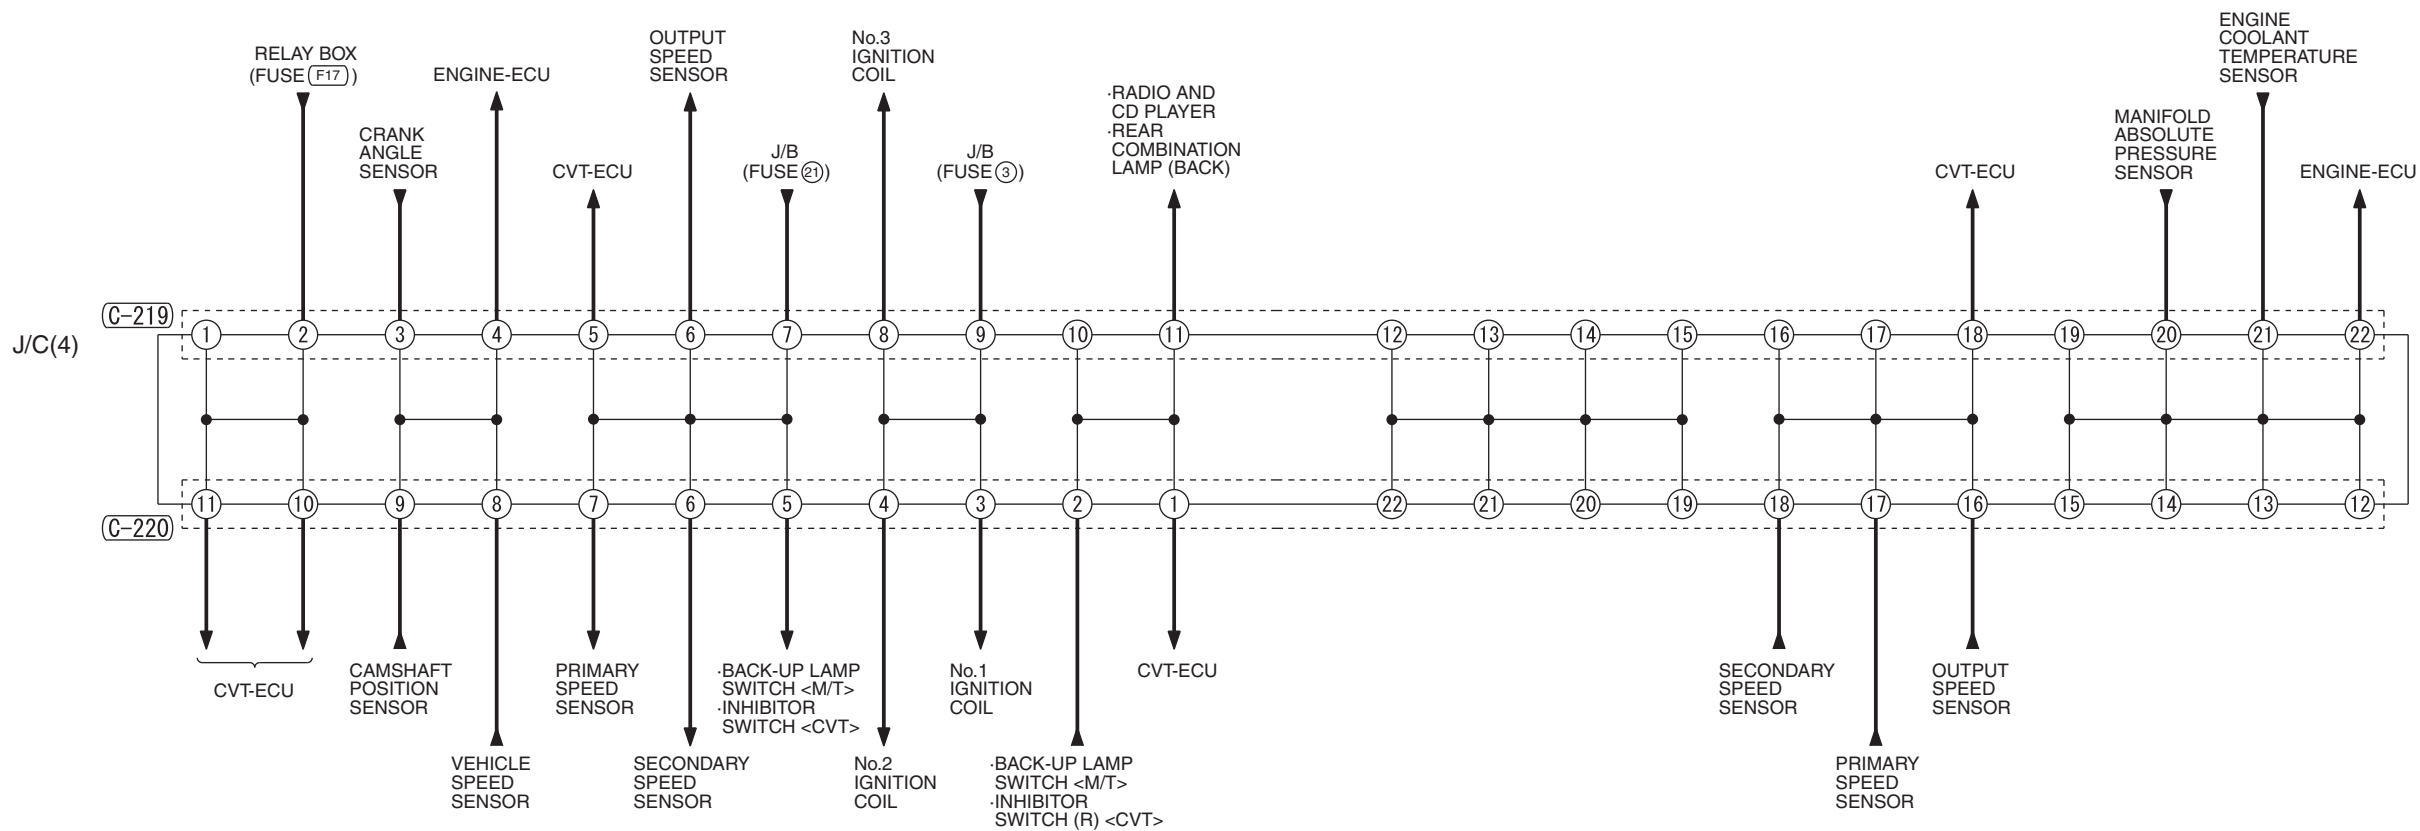 RELAY BOX
(FUSE F17 )
CRANK
ANGLE
SENSOR
ENGINE-ECU
CVT-ECU
OUTPUT
SPEED
SENSOR
J/B
(FUSE 21 )
No.3
IGNITION
COIL
J/B
(FUSE 3 )
·RADIO AND
CD PLAYER
·REAR
COMBINATION
LAMP (BACK)
CVT-ECU
MANIFOLD
ABSOLUTE
PRESSURE
SENSOR
ENGINE
COOLANT
TEMPERATURE
SENSOR
ENGINE-ECU
J/C(4)
C-219
1 2 3 4 5 6 7 8 9 10 11 12 13 14 15 16 17 18 19 20 21 22
11 10 9 8 7 6 5 4 3 2 1 22 21 20 19 18 17 16 15 14 13 12
C-220
CVT-ECU
CAMSHAFT
POSITION
SENSOR
VEHICLE
SPEED
SENSOR
PRIMARY
SPEED
SENSOR
SECONDARY
SPEED
SENSOR
·BACK-UP LAMP
SWITCH <M/T>
·INHIBITOR
SWITCH <CVT>
No.2
IGNITION
COIL
No.1
IGNITION
COIL
·BACK-UP LAMP
SWITCH <M/T>
·INHIBITOR
SWITCH (R) <CVT>
CVT-ECU
SECONDARY
SPEED
SENSOR
PRIMARY
SPEED
SENSOR
OUTPUT
SPEED
SENSOR